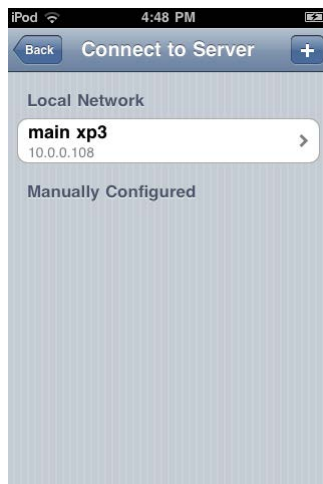 iPod 4:48 PM
Back Connect to Server +
Local Network
main xp3
10.0.0.108
Manually Configured